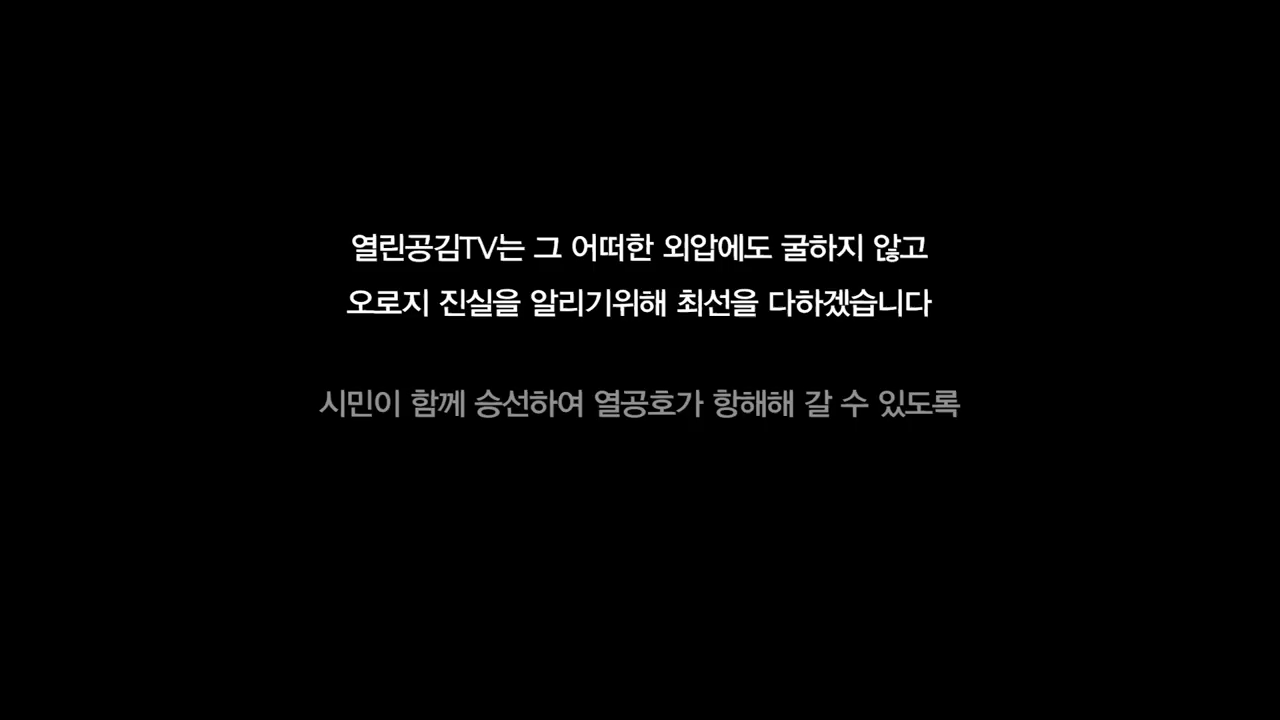 열린공김TV는 그 어떠한 외압에도 굴하지 않고
오로지 진실을 알리기위해 최선을 다하겠습니다
시민이 함께 승선하여 열공호가 항해해 갈 수 있도록